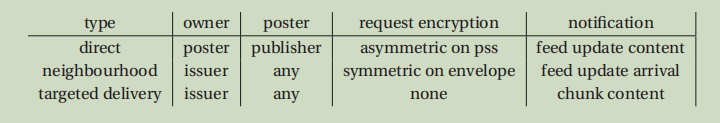 type owner poster request encryption notification
direct poster publisher asymmetric on pss feed update content
neighbourhood issuer any symmetric on envelope feed update arrival
targeted delivery issuer any none chunk content